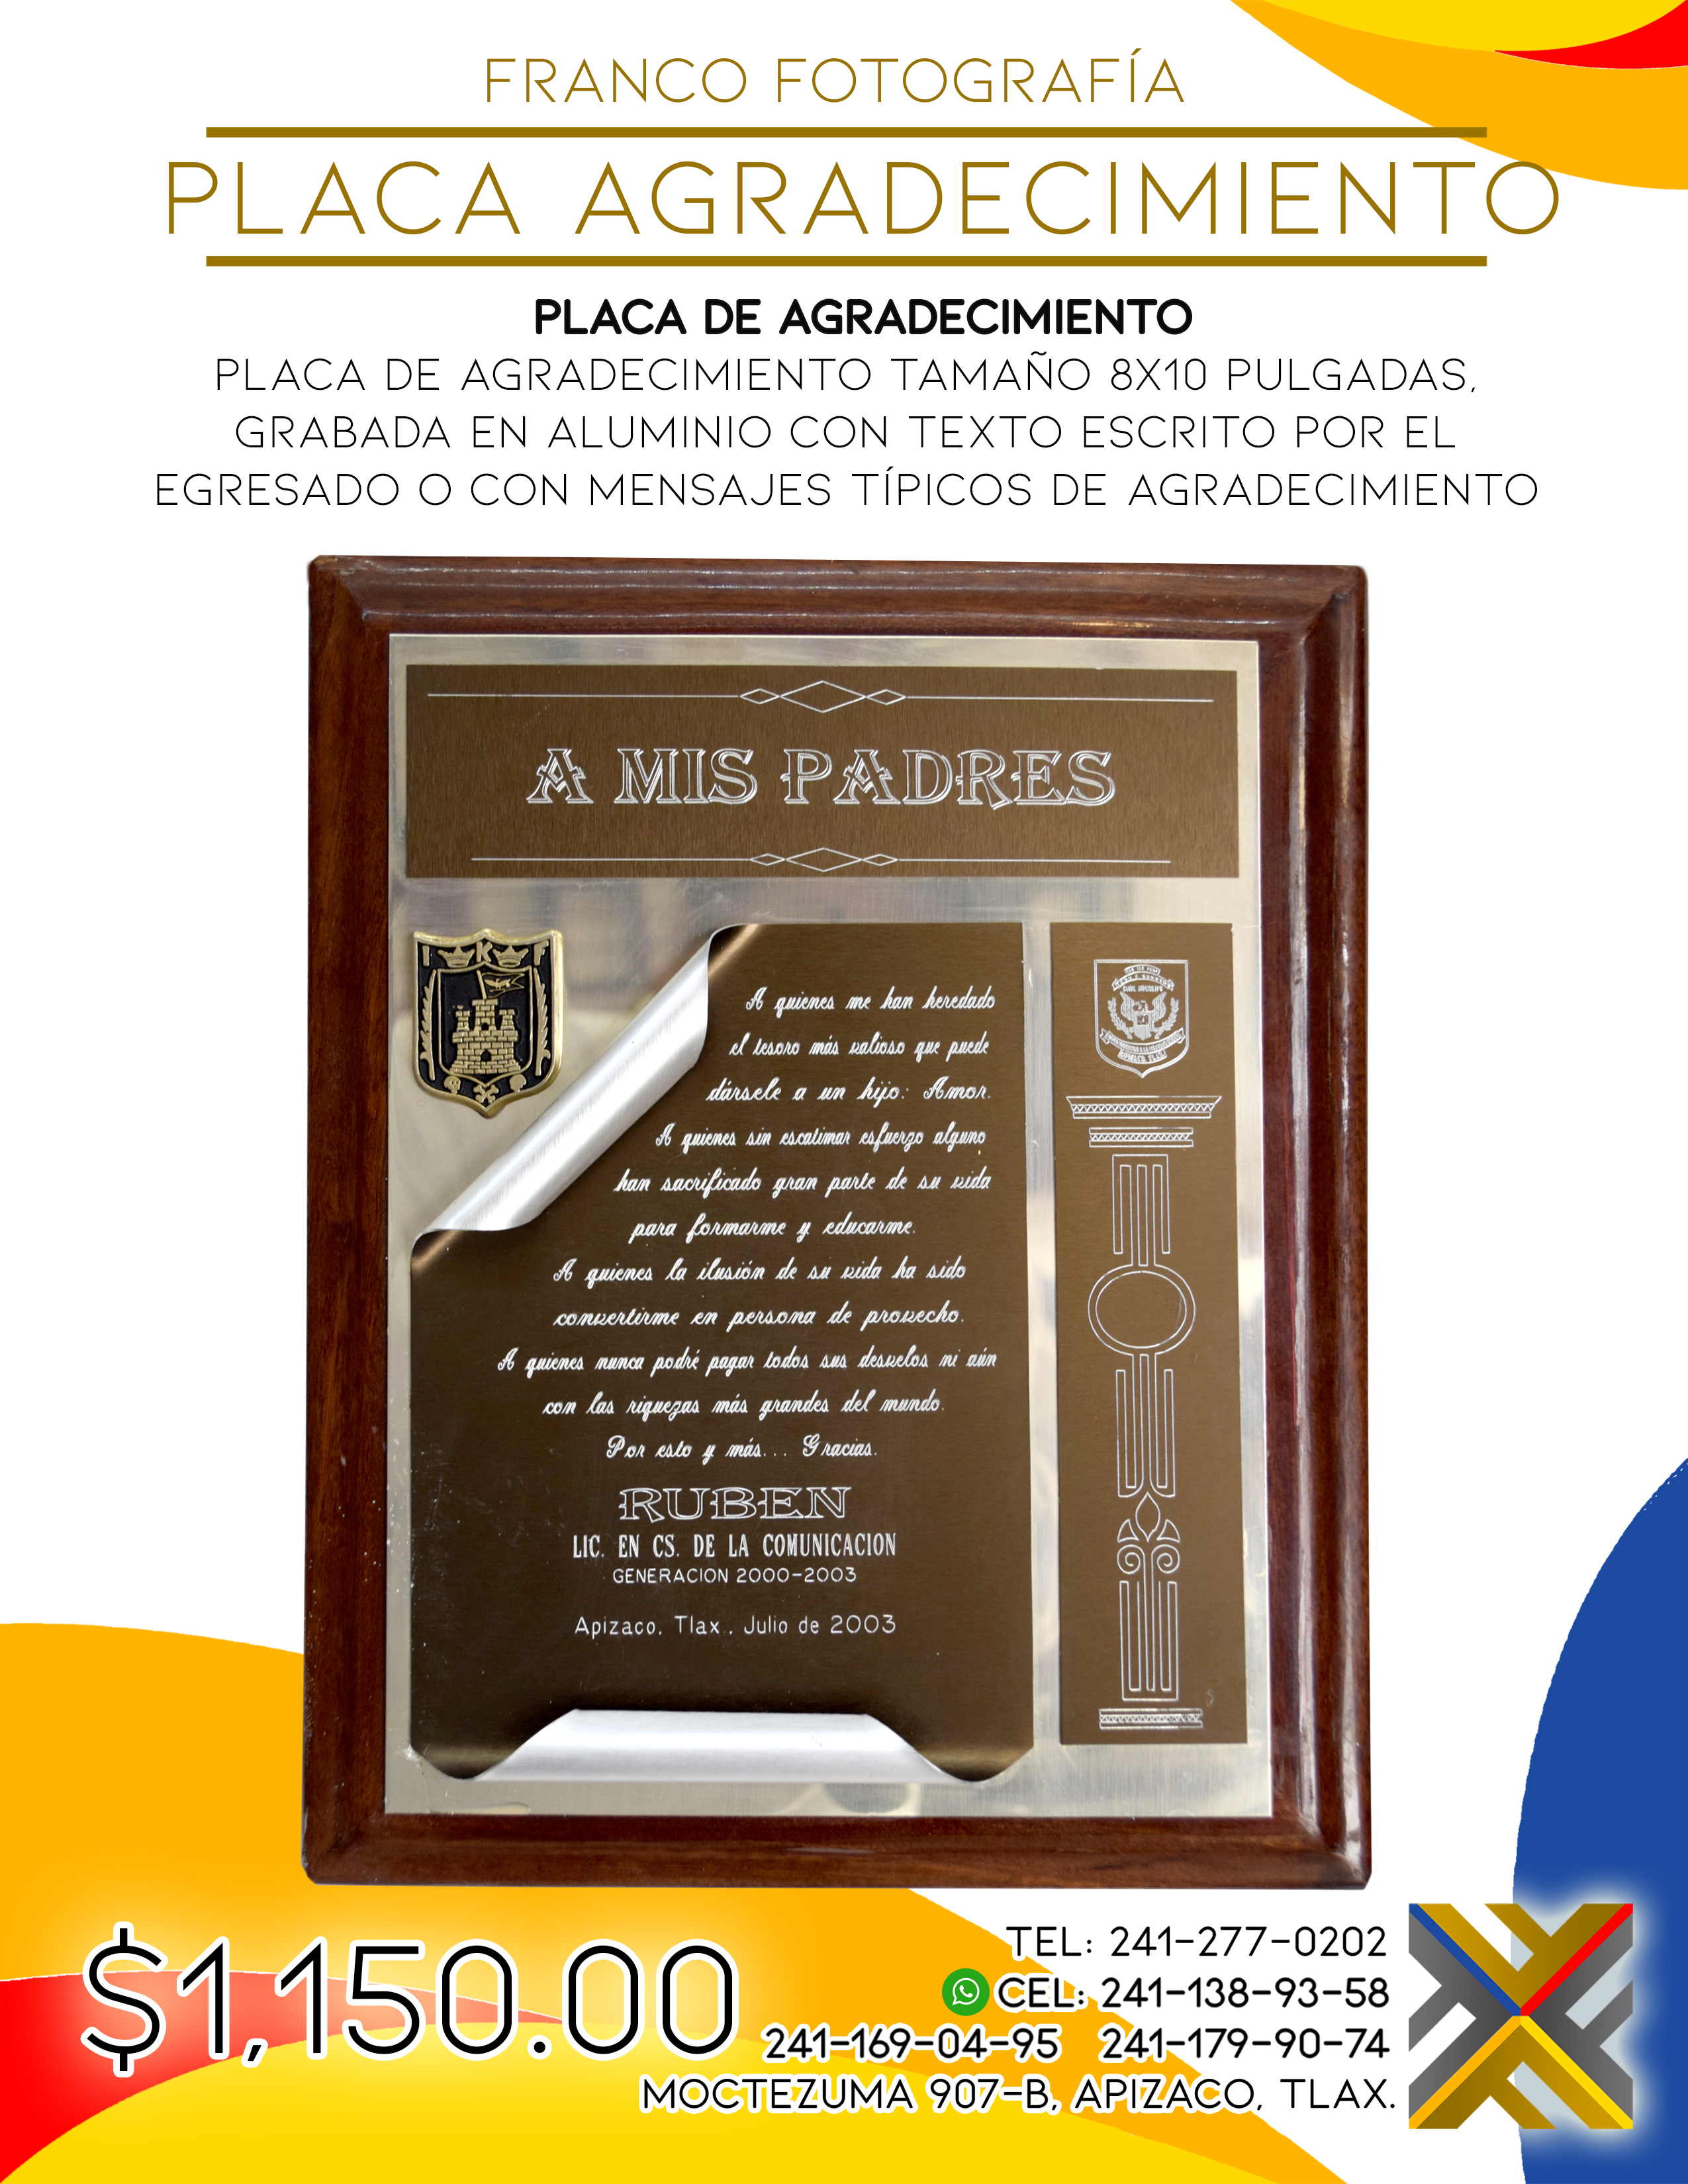 FRANCO FOTOGRAFÍA
PLACA AGRADECIMIENTO
PLACA DE AGRADECIMIENTO
PLACA DE AGRADECIMIENTO TAMAÑO 8X10 PULGADAS,
GRABADA EN ALUMINIO CON TEXTO ESCRITO POR EL
EGRESADO O CON MENSAJES TÍPICOS DE AGRADECIMIENTO
A MIS PADRES
I K F
A quienes me han heredado
el tesoro más valioso que puede
dársele a un hijo: Amor.
A quienes sin escatimar esfuerzo alguno
han sacrificado gran parte de su vida
para formarme y educarme.
A quienes la ilusión de su vida ha sido
convertirme en persona de provecho.
A quienes nunca podré pagar todos sus desvelos ni aún
con las riquezas más grandes del mundo.
Por esto y más... Gracias.
RUBEN
LIC. EN CS. DE LA COMUNICACION
GENERACION 2000-2003
Apizaco, Tlax., Julio de 2003
$1,150.00
TEL: 241-277-0202
CEL: 241-138-93-58
241-169-04-95 241-179-90-74
MOCTEZUMA 907-B, APIZACO, TLAX.